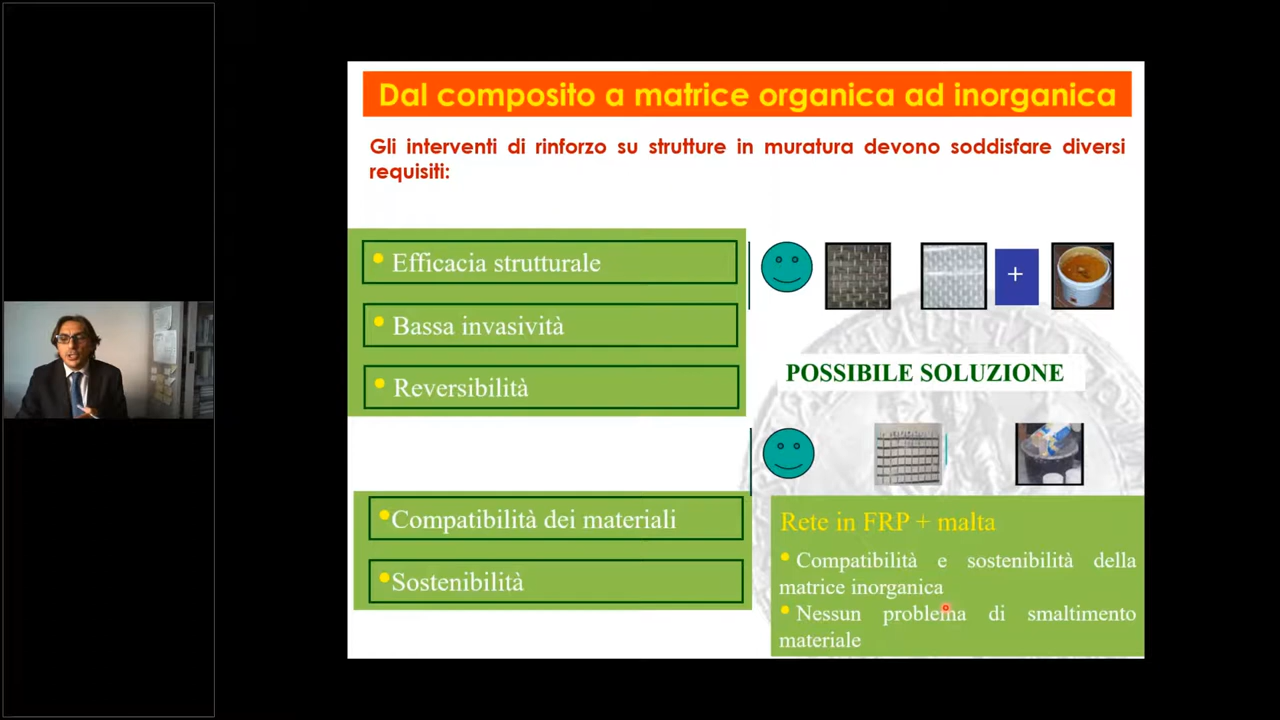 Dal composito a matrice organica ad inorganica
Gli interventi di rinforzo su strutture in muratura devono soddisfare diversi
requisiti:
• Efficacia strutturale
• Bassa invasività
• Reversibilità
+
POSSIBILE SOLUZIONE
•Compatibilità dei materiali
•Sostenibilità
Rete in FRP + malta
• Compatibilità e sostenibilità della
matrice inorganica
• Nessun problema di smaltimento
materiale